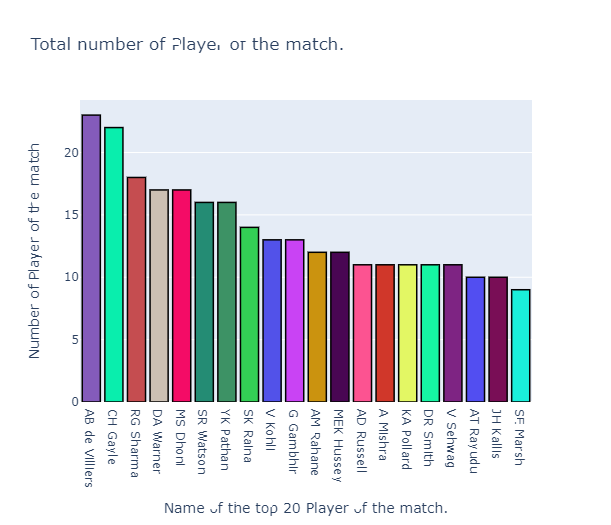 Total number of Player of the match.
Number of Player of the match
20
15
10
5
0
AB de Villiers
CH Gayle
RG Sharma
DA Warner
MS Dhoni
SR Watson
YK Pathan
SK Raina
V Kohli
G Gambhir
AM Rahane
MEK Hussey
AD Russell
A Mishra
KA Pollard
DR Smith
V Sehwag
AT Rayudu
JH Kallis
SE Marsh
Name of the top 20 Player of the match.